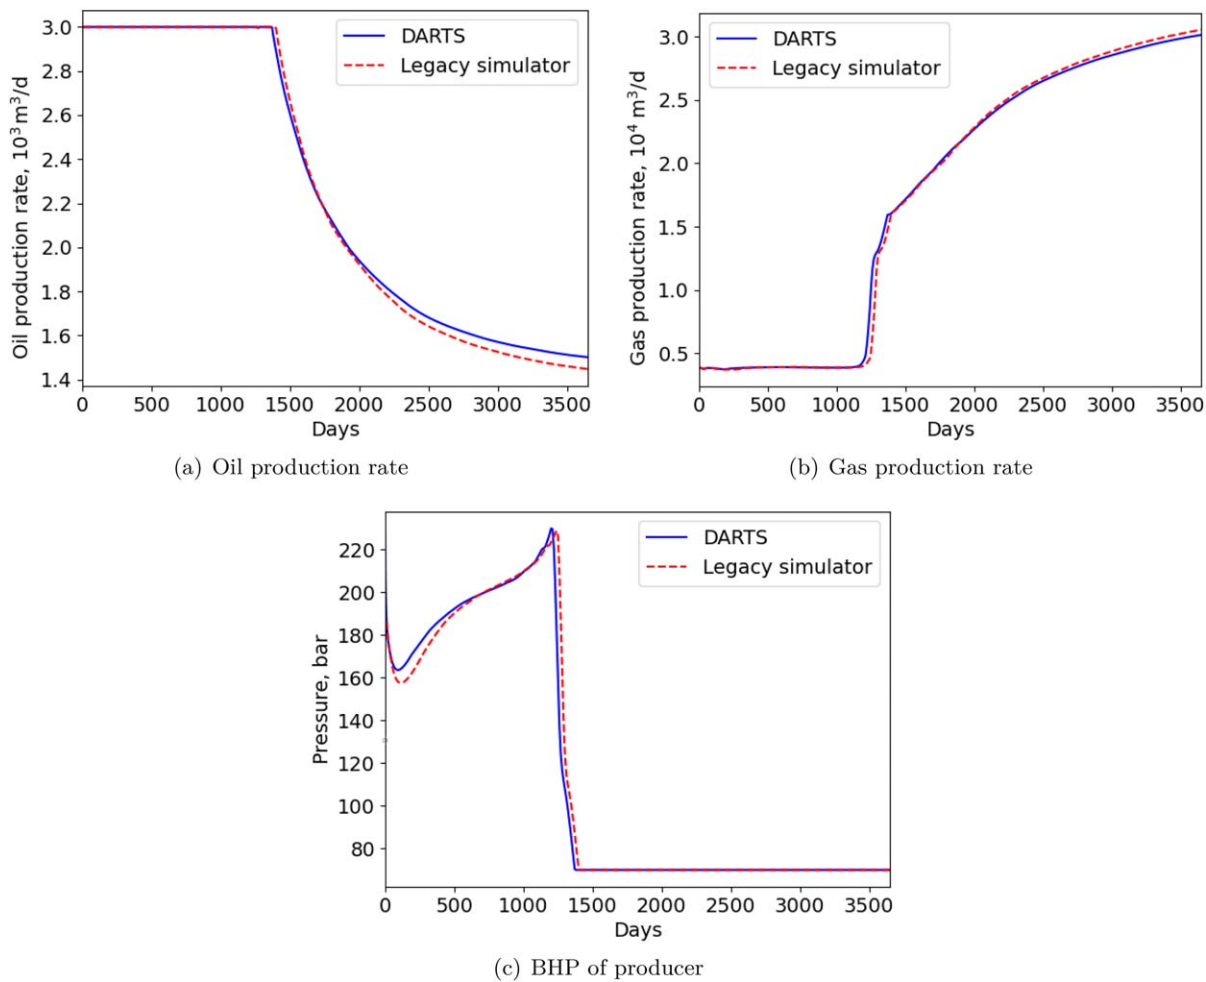 3.0
2.8
2.6
2.4
2.2
2.0
1.8
1.6
1.4
Oil production rate, 10³ m³/d
DARTS
Legacy simulator
0 500 1000 1500 2000 2500 3000 3500
Days
(a) Oil production rate
3.0
2.5
2.0
1.5
1.0
0.5
Gas production rate, 10⁴ m³/d
DARTS
Legacy simulator
0 500 1000 1500 2000 2500 3000 3500
Days
(b) Gas production rate
220
200
180
160
140
120
100
80
Pressure, bar
DARTS
Legacy simulator
0 500 1000 1500 2000 2500 3000 3500
Days
(c) BHP of producer